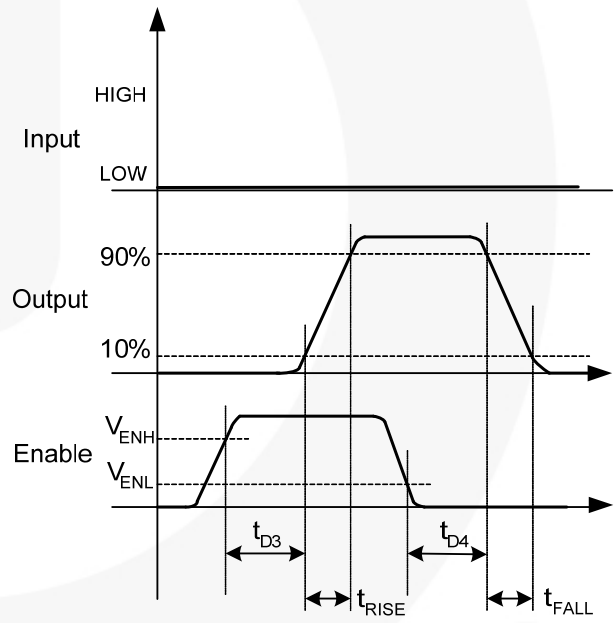 HIGH
Input
LOW
90%
Output
10%
VENH
Enable
VENL
tD3
tD4
tRISE
tFALL